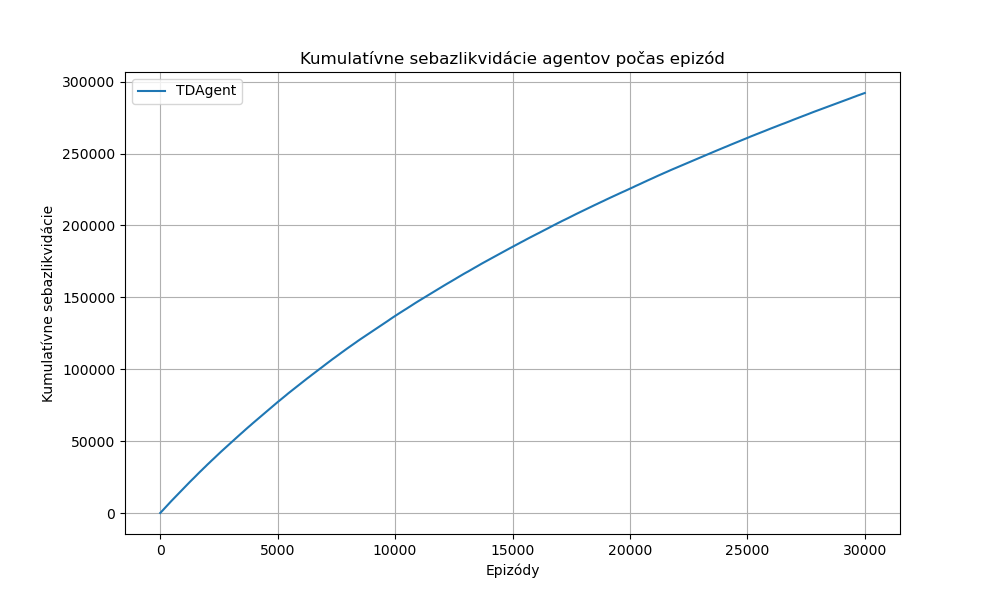 Kumulatívne sebazlikvidácie agentov počas epizód
TDAgent
300000
250000
200000
150000
100000
50000
0
Kumulatívne sebazlikvidácie
0 5000 10000 15000 20000 25000 30000
Epizódy